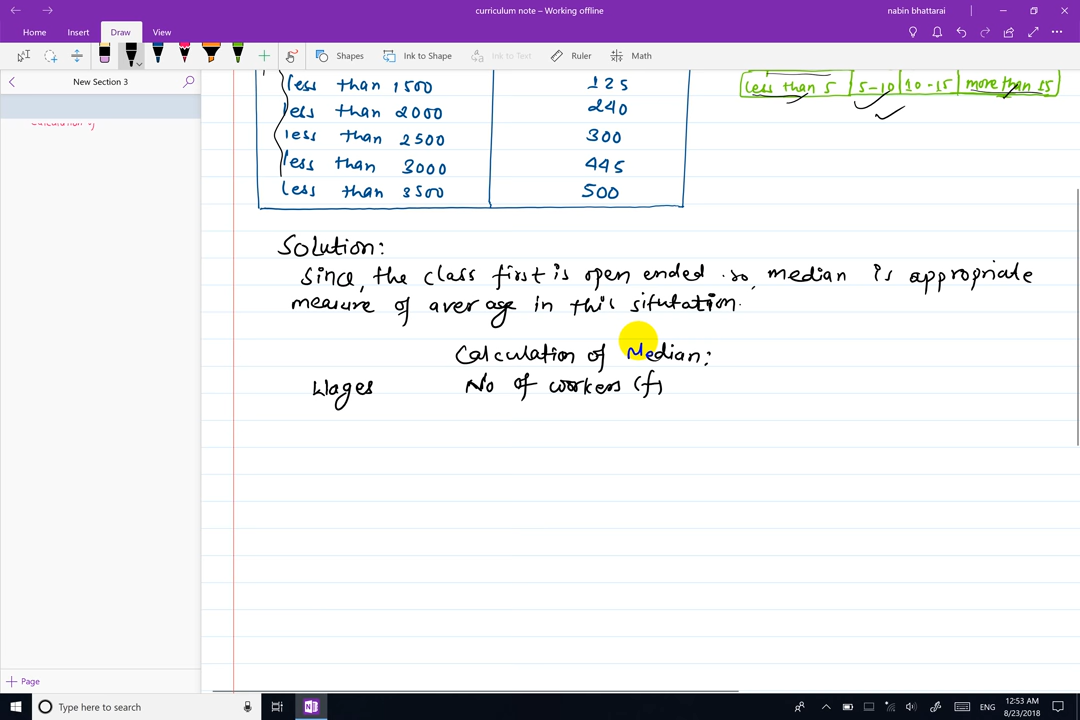 curriculum note – Working offline
nabin bhattarai
Home Insert Draw View
Shapes Ink to Shape Ink to Text Ruler Math
New Section 3
less than 1500 125
less than 2000 240
less than 2500 300
less than 3000 445
less than 3500 500
less than 5 5-10 10-15 more than 15
Solution:
Since, the class first is open ended so, median is appropriate
measure of average in this situtation.
Calculation of Median:
Wages No of workers (f)
Page
Type here to search
ENG
12:53 AM
8/23/2018